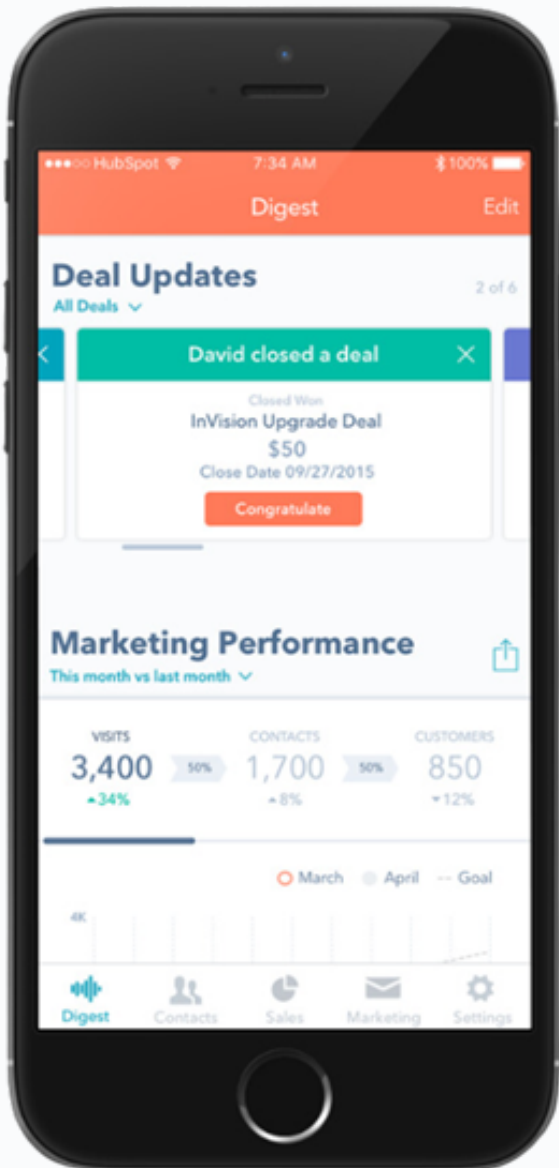 HubSpot 7:34 AM 100%
Digest Edit
Deal Updates
2 of 6
All Deals
David closed a deal
Closed Won
InVision Upgrade Deal
$50
Close Date 09/27/2015
Congratulate
Marketing Performance
This month vs last month
VISITS CONTACTS CUSTOMERS
3,400 50% 1,700 50% 850
34% 8% 12%
March April -- Goal
4K
Digest Contacts Sales Marketing Settings